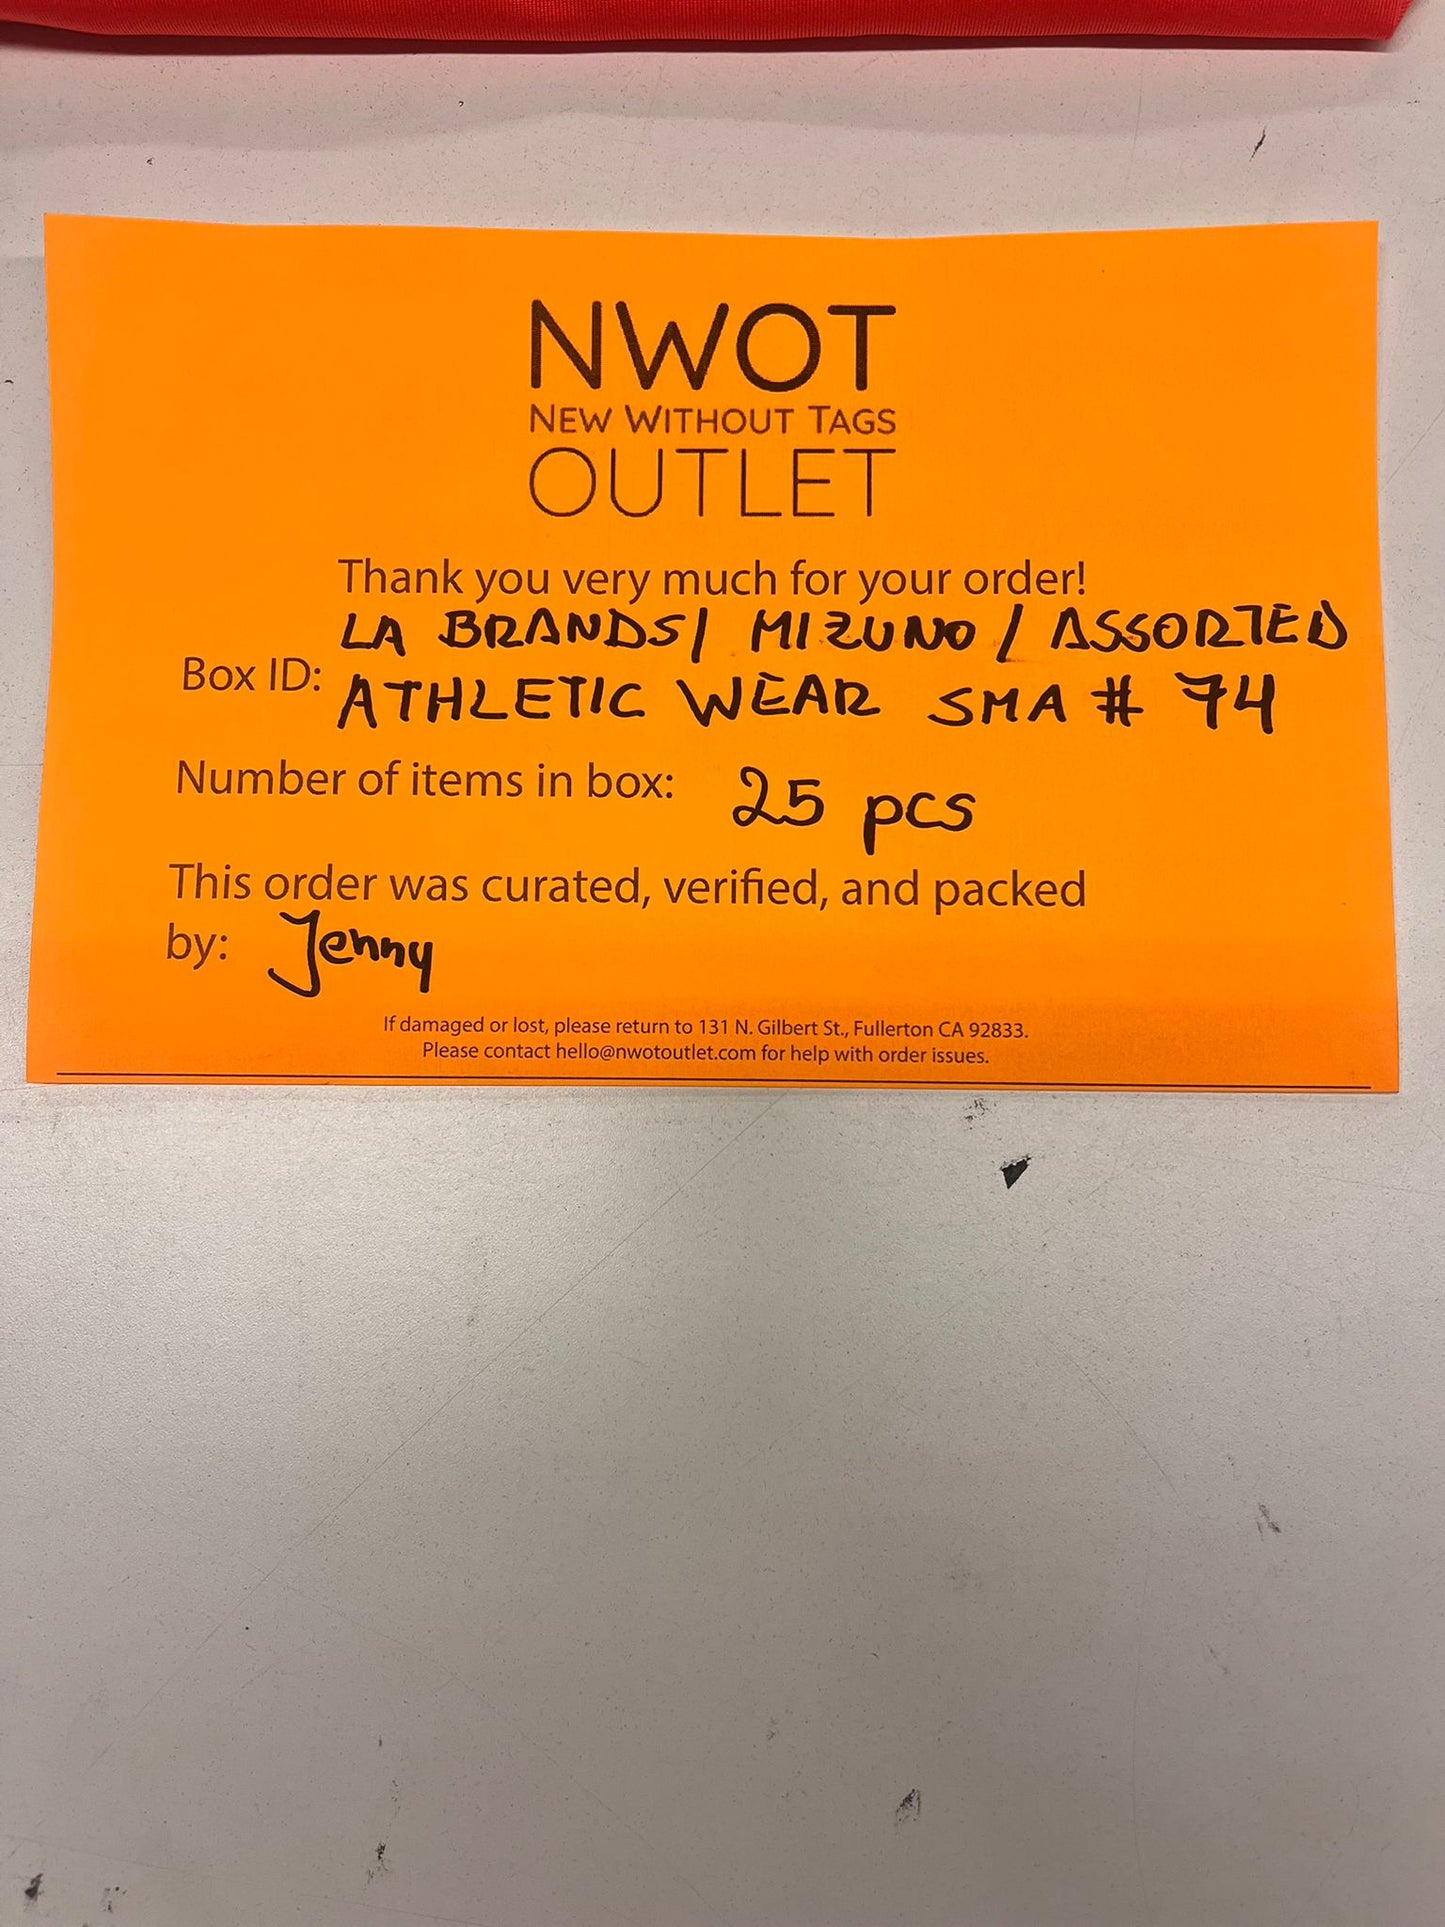 NWOT
NEW WITHOUT TAGS
OUTLET
Thank you very much for your order!
LA BRANDS/ MIZUNO / ASSORTED
Box ID: ATHLETIC WEAR SMA # 74
Number of items in box: 25 pcs
This order was curated, verified, and packed
by: Jenny
If damaged or lost, please return to 131 N. Gilbert St., Fullerton CA 92833.
Please contact hello@nwotoutlet.com for help with order issues.